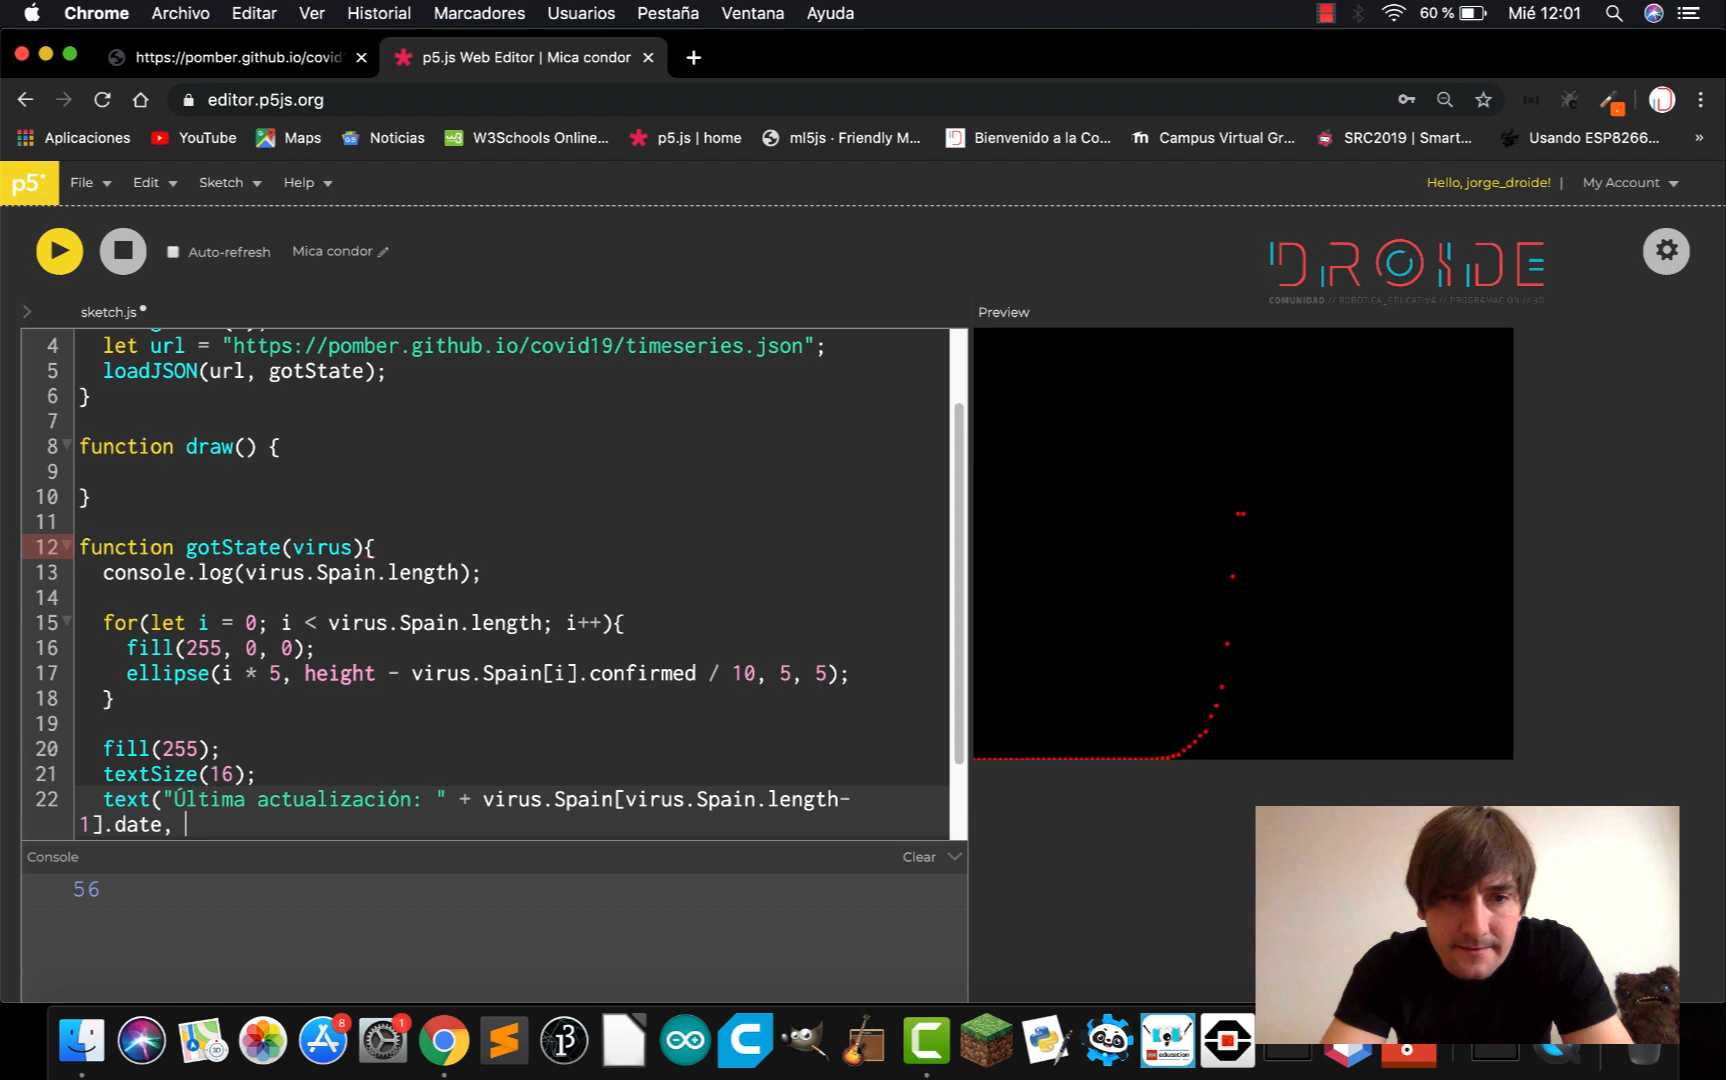 Chrome Archivo Editar Ver Historial Marcadores Usuarios Pestaña Ventana Ayuda 60 % Mié 12:01
https://pomber.github.io/covid p5.js Web Editor | Mica condor
editor.p5js.org
Aplicaciones YouTube Maps Noticias W3Schools Online... p5.js | home ml5js · Friendly M... Bienvenido a la Co... Campus Virtual Gr... SRC2019 | Smart... Usando ESP8266... »
p5* File Edit Sketch Help Hello, jorge_droide! | My Account
Auto-refresh Mica condor
DROIDE
COMUNIDAD // ROBOTICA_EDUCATIVA // PROGRAMACION // 3D
sketch.js Preview
4 let url = "https://pomber.github.io/covid19/timeseries.json";
5 loadJSON(url, gotState);
6 }
7
8 function draw() {
9
10 }
11
12 function gotState(virus){
13 console.log(virus.Spain.length);
14
15 for(let i = 0; i < virus.Spain.length; i++){
16 fill(255, 0, 0);
17 ellipse(i * 5, height - virus.Spain[i].confirmed / 10, 5, 5);
18 }
19
20 fill(255);
21 textSize(16);
22 text("Última actualización: " + virus.Spain[virus.Spain.length-
1].date,
Console Clear
56
8 1